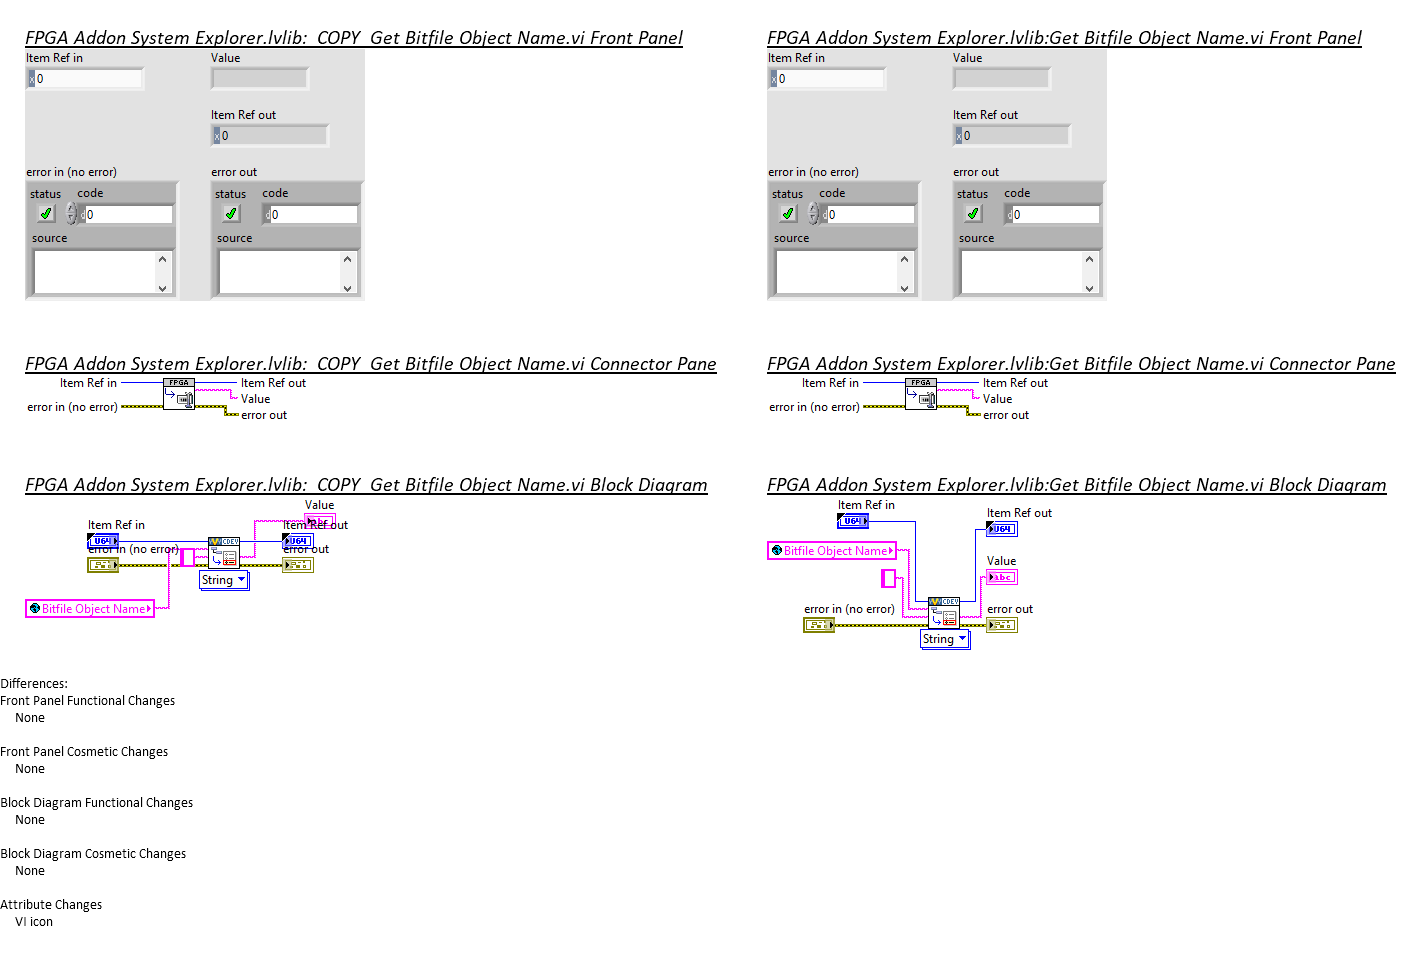 FPGA Addon System Explorer.lvlib:  COPY  Get Bitfile Object Name.vi Front Panel
Item Ref in
Value
0
Item Ref out
0
error in (no error)
error out
status
code
status
code
0
0
source
source
FPGA Addon System Explorer.lvlib:Get Bitfile Object Name.vi Front Panel
Item Ref in
Value
0
Item Ref out
0
error in (no error)
error out
status
code
status
code
0
0
source
source
FPGA Addon System Explorer.lvlib:  COPY  Get Bitfile Object Name.vi Connector Pane
Item Ref in
FPGA
Item Ref out
Value
error in (no error)
error out
FPGA Addon System Explorer.lvlib:Get Bitfile Object Name.vi Connector Pane
Item Ref in
FPGA
Item Ref out
Value
error in (no error)
error out
FPGA Addon System Explorer.lvlib:  COPY  Get Bitfile Object Name.vi Block Diagram
Value
abc
Item Ref in
Item Ref out
U64
CDEV
U64
error in (no error)
error out
String
Bitfile Object Name
FPGA Addon System Explorer.lvlib:Get Bitfile Object Name.vi Block Diagram
Item Ref in
Item Ref out
U64
U64
Bitfile Object Name
Value
abc
CDEV
error in (no error)
error out
String
Differences:
Front Panel Functional Changes
None
Front Panel Cosmetic Changes
None
Block Diagram Functional Changes
None
Block Diagram Cosmetic Changes
None
Attribute Changes
VI icon